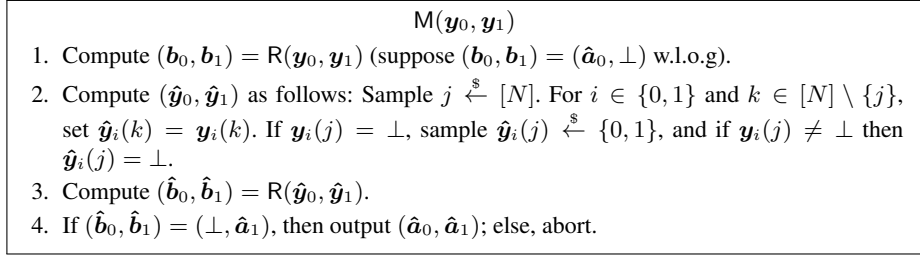 M(𝒚₀, 𝒚₁)
1. Compute (𝒃₀, 𝒃₁) = R(𝒚₀, 𝒚₁) (suppose (𝒃₀, 𝒃₁) = (𝒂̂₀, ⊥) w.l.o.g).
2. Compute (𝒚̂₀, 𝒚̂₁) as follows: Sample j ←$ [N]. For i ∈ {0, 1} and k ∈ [N] \ {j},
set 𝒚̂ᵢ(k) = 𝒚ᵢ(k). If 𝒚ᵢ(j) = ⊥, sample 𝒚̂ᵢ(j) ←$ {0, 1}, and if 𝒚ᵢ(j) ≠ ⊥ then
𝒚̂ᵢ(j) = ⊥.
3. Compute (𝒃̂₀, 𝒃̂₁) = R(𝒚̂₀, 𝒚̂₁).
4. If (𝒃̂₀, 𝒃̂₁) = (⊥, 𝒂̂₁), then output (𝒂̂₀, 𝒂̂₁); else, abort.